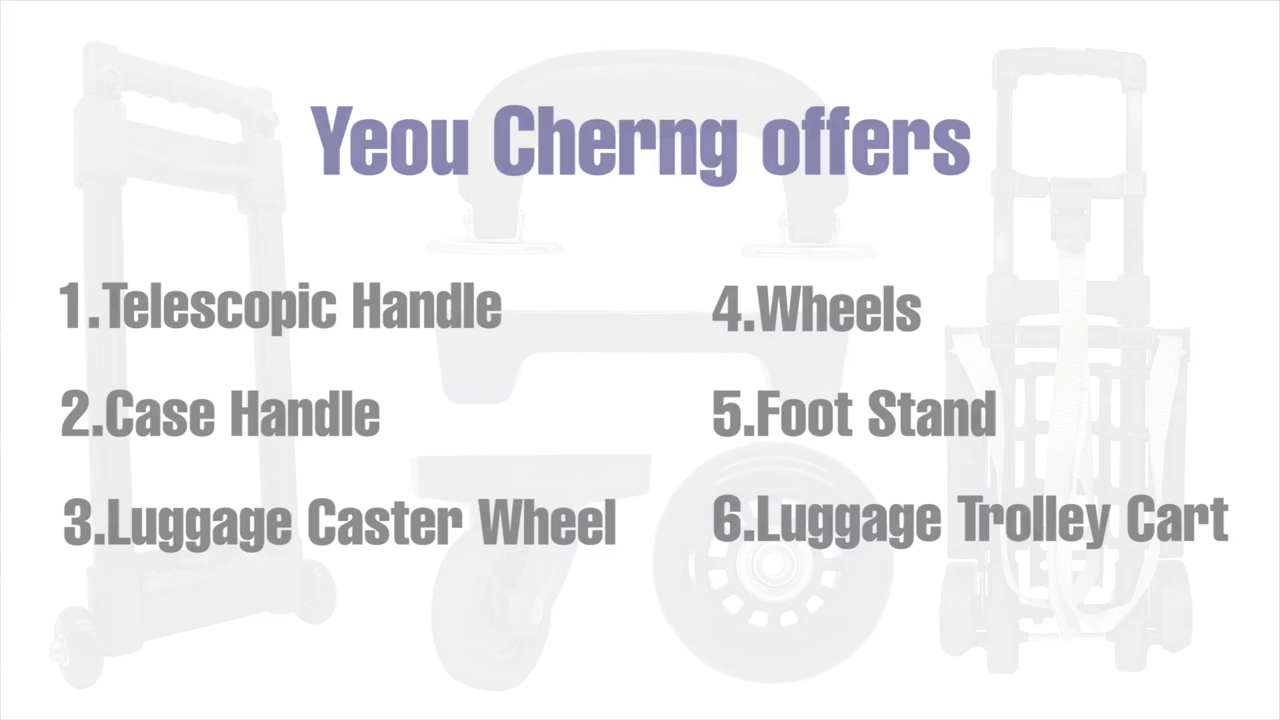 Yeou Cherng offers
1.Telescopic Handle
2.Case Handle
3.Luggage Caster Wheel
4.Wheels
5.Foot Stand
6.Luggage Trolley Cart